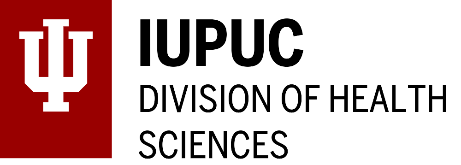 IUPUC
DIVISION OF HEALTH
SCIENCES